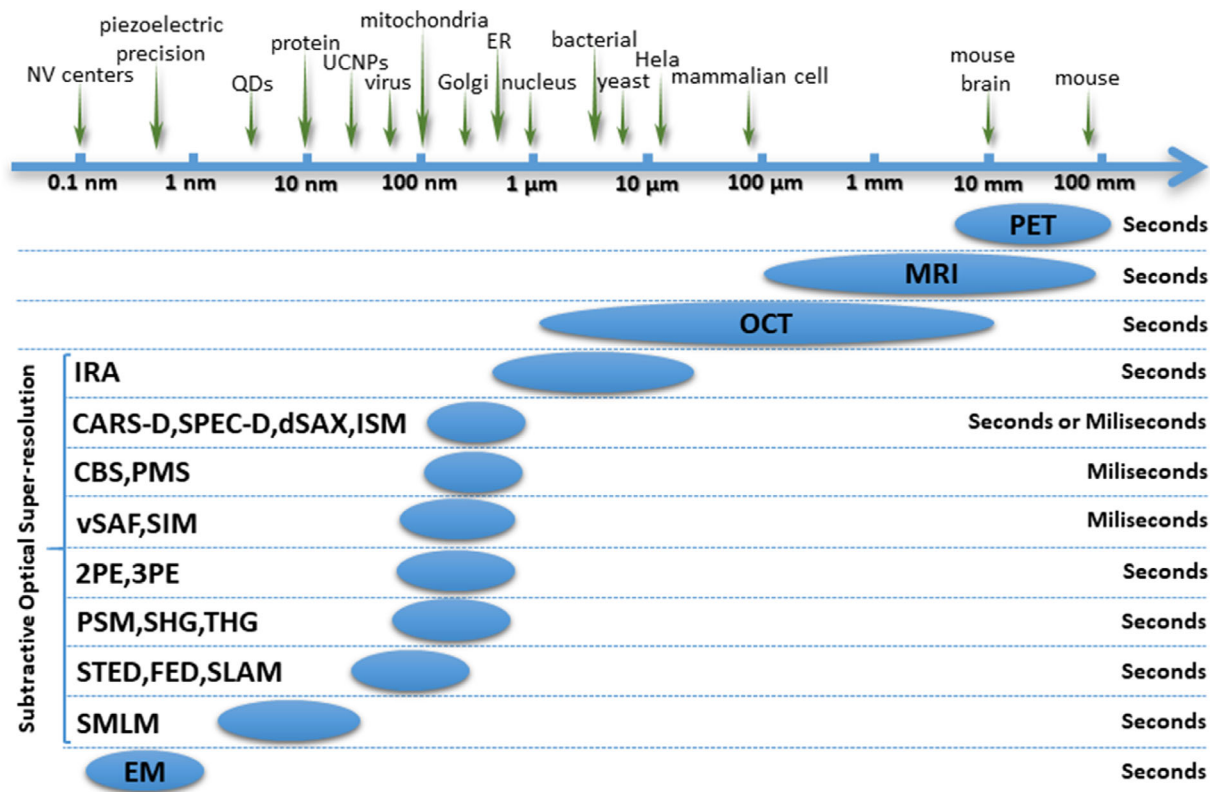 piezoelectric
precision
NV centers
QDs
protein
UCNPs
virus
mitochondria
Golgi
ER
nucleus
bacterial
yeast
Hela
mammalian cell
mouse
brain
mouse
0.1 nm
1 nm
10 nm
100 nm
1 µm
10 µm
100 µm
1 mm
10 mm
100 mm
PET
Seconds
MRI
Seconds
OCT
Seconds
Subtractive Optical Super-resolution
IRA
Seconds
CARS-D,SPEC-D,dSAX,ISM
Seconds or Miliseconds
CBS,PMS
Miliseconds
vSAF,SIM
Miliseconds
2PE,3PE
Seconds
PSM,SHG,THG
Seconds
STED,FED,SLAM
Seconds
SMLM
Seconds
EM
Seconds